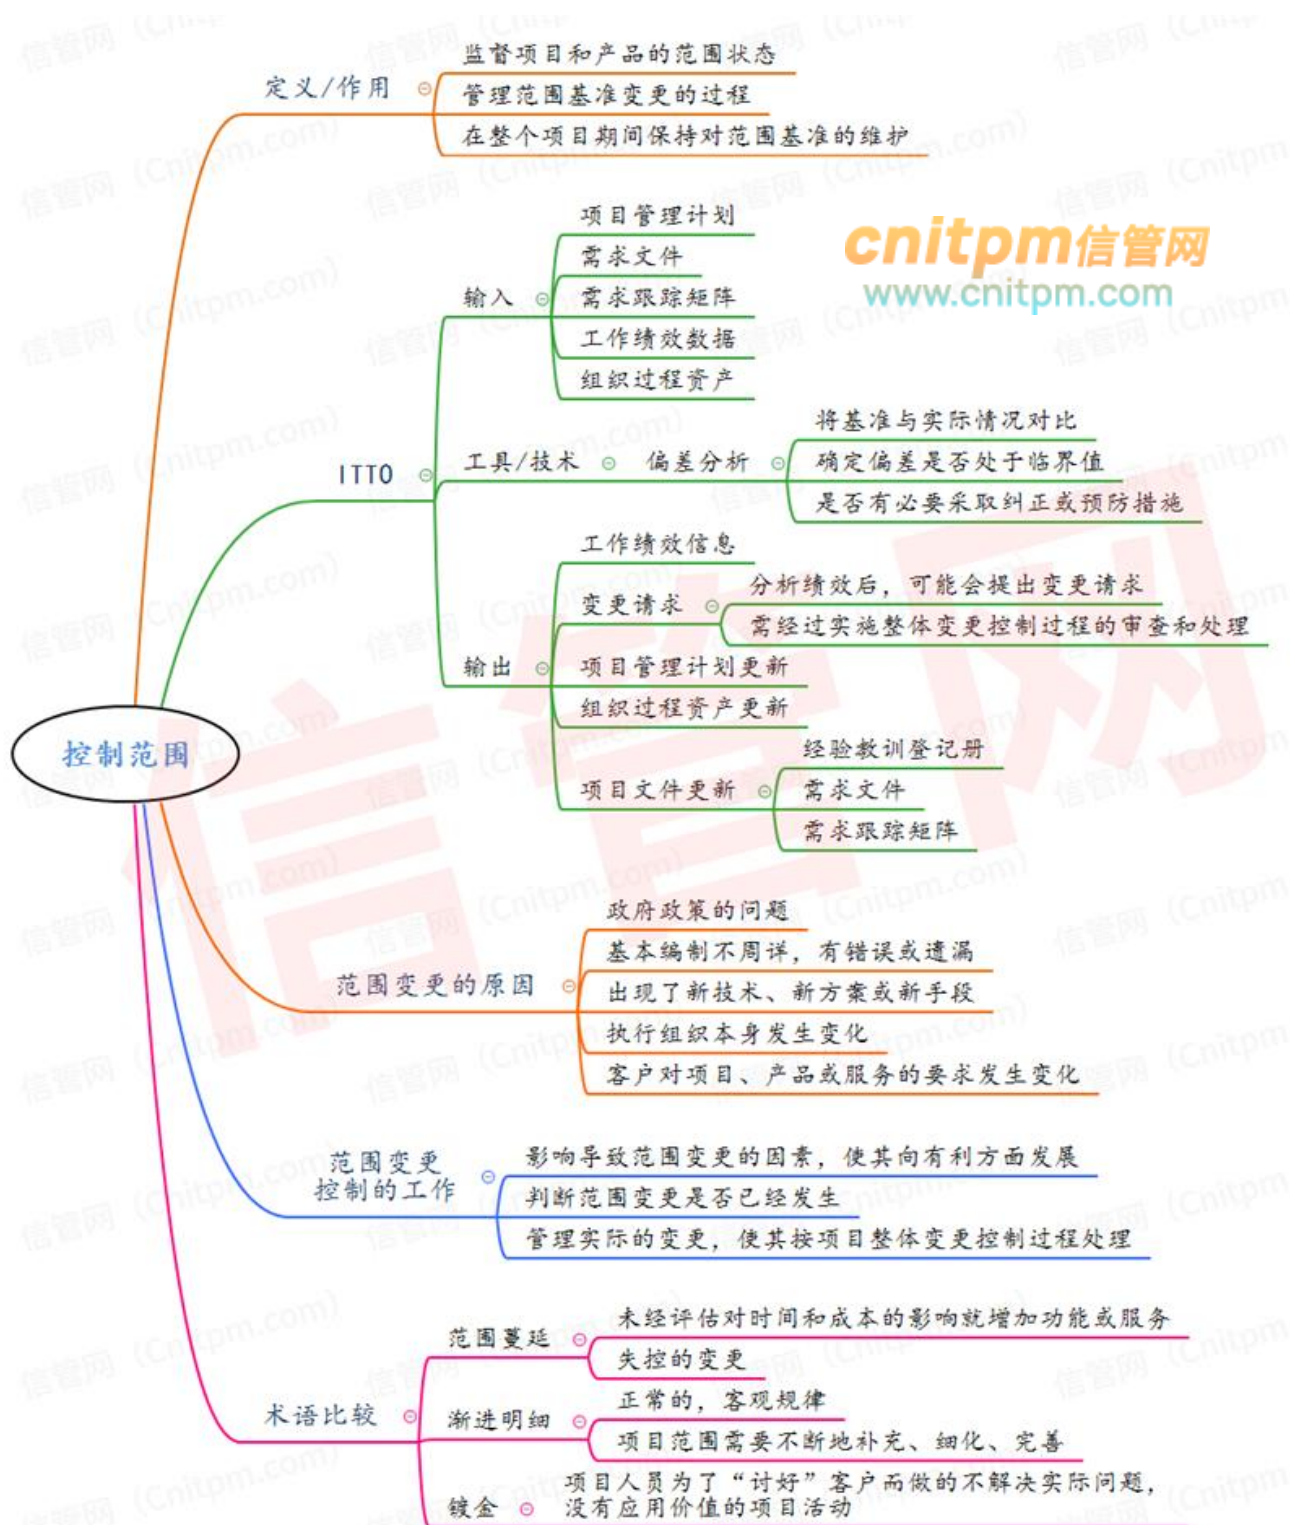 定义/作用
监督项目和产品的范围状态
管理范围基准变更的过程
在整个项目期间保持对范围基准的维护
cnitpm信管网
www.cnitpm.com
ITTO
输入
项目管理计划
需求文件
需求跟踪矩阵
工作绩效数据
组织过程资产
工具/技术
偏差分析
将基准与实际情况对比
确定偏差是否处于临界值
是否有必要采取纠正或预防措施
输出
工作绩效信息
变更请求
分析绩效后，可能会提出变更请求
需经过实施整体变更控制过程的审查和处理
项目管理计划更新
组织过程资产更新
项目文件更新
经验教训登记册
需求文件
需求跟踪矩阵
控制范围
范围变更的原因
政府政策的问题
基本编制不周详，有错误或遗漏
出现了新技术、新方案或新手段
执行组织本身发生变化
客户对项目、产品或服务的要求发生变化
范围变更
控制的工作
影响导致范围变更的因素，使其向有利方面发展
判断范围变更是否已经发生
管理实际的变更，使其按项目整体变更控制过程处理
术语比较
范围蔓延
未经评估对时间和成本的影响就增加功能或服务
失控的变更
渐进明细
正常的，客观规律
项目范围需要不断地补充、细化、完善
镀金
项目人员为了“讨好”客户而做的不解决实际问题，
没有应用价值的项目活动
信管网
信管网（Cnitpm.com）